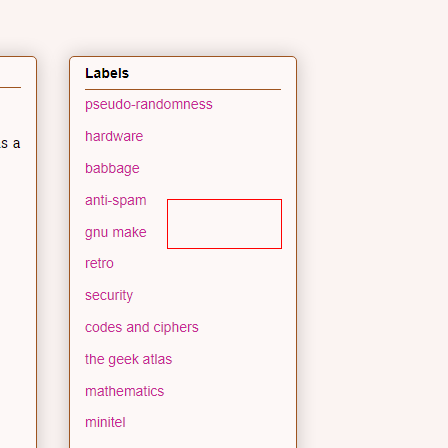 s a
Labels
pseudo-randomness
hardware
babbage
anti-spam
gnu make
retro
security
codes and ciphers
the geek atlas
mathematics
minitel